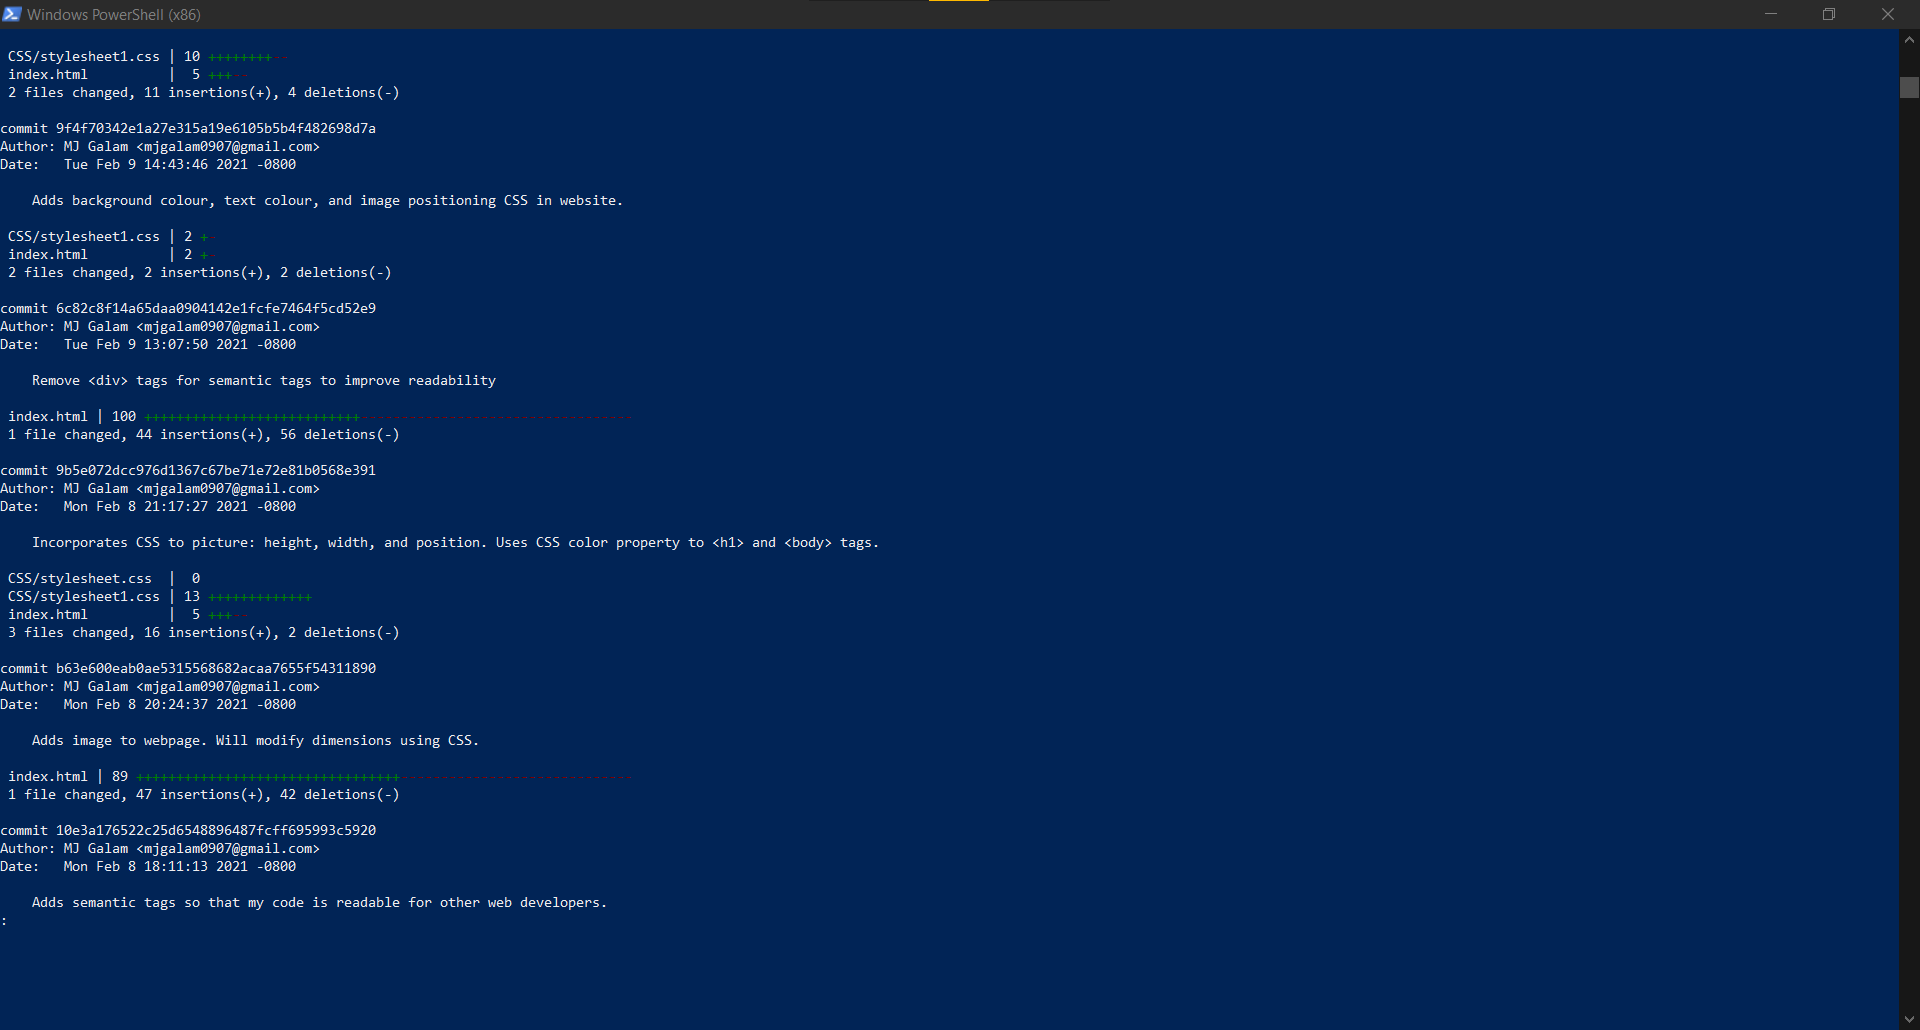 Windows PowerShell (x86)
CSS/stylesheet1.css | 10 ++++++++--
index.html          |  5 +++--
2 files changed, 11 insertions(+), 4 deletions(-)
commit 9f4f70342e1a27e315a19e6105b5b4f482698d7a
Author: MJ Galam <mjgalam0907@gmail.com>
Date:   Tue Feb 9 14:43:46 2021 -0800
Adds background colour, text colour, and image positioning CSS in website.
CSS/stylesheet1.css | 2 +-
index.html          | 2 +-
2 files changed, 2 insertions(+), 2 deletions(-)
commit 6c82c8f14a65daa0904142e1fcfe7464f5cd52e9
Author: MJ Galam <mjgalam0907@gmail.com>
Date:   Tue Feb 9 13:07:50 2021 -0800
Remove <div> tags for semantic tags to improve readability
index.html | 100 +++++++++++++++++++++++++++----------------------------------
1 file changed, 44 insertions(+), 56 deletions(-)
commit 9b5e072dcc976d1367c67be71e72e81b0568e391
Author: MJ Galam <mjgalam0907@gmail.com>
Date:   Mon Feb 8 21:17:27 2021 -0800
Incorporates CSS to picture: height, width, and position. Uses CSS color property to <h1> and <body> tags.
CSS/stylesheet.css  |  0
CSS/stylesheet1.css | 13 +++++++++++++
index.html          |  5 +++--
3 files changed, 16 insertions(+), 2 deletions(-)
commit b63e600eab0ae5315568682acaa7655f54311890
Author: MJ Galam <mjgalam0907@gmail.com>
Date:   Mon Feb 8 20:24:37 2021 -0800
Adds image to webpage. Will modify dimensions using CSS.
index.html | 89 +++++++++++++++++++++++++++++++++-----------------------------
1 file changed, 47 insertions(+), 42 deletions(-)
commit 10e3a176522c25d6548896487fcff695993c5920
Author: MJ Galam <mjgalam0907@gmail.com>
Date:   Mon Feb 8 18:11:13 2021 -0800
Adds semantic tags so that my code is readable for other web developers.
: